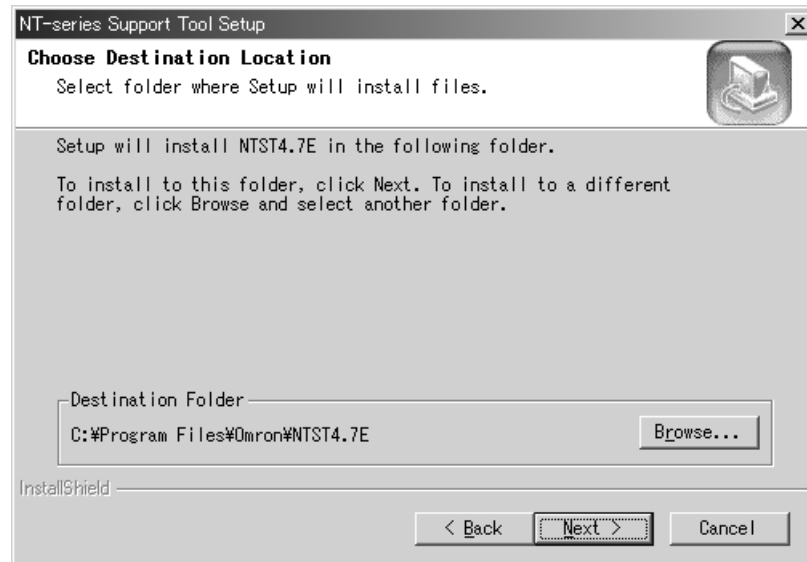 NT-series Support Tool Setup
Choose Destination Location
Select folder where Setup will install files.
Setup will install NTST4.7E in the following folder.
To install to this folder, click Next. To install to a different
folder, click Browse and select another folder.
Destination Folder
C:¥Program Files¥Omron¥NTST4.7E
Browse...
InstallShield
< Back
Next >
Cancel